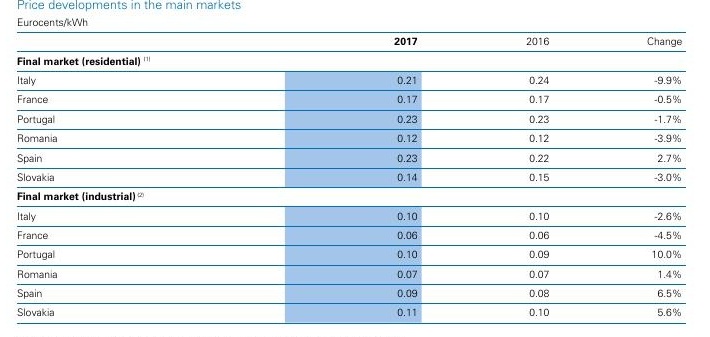 Price developments in the main markets
Eurocents/kWh
2017 2016 Change
Final market (residential) (1)
Italy 0.21 0.24 -9.9%
France 0.17 0.17 -0.5%
Portugal 0.23 0.23 -1.7%
Romania 0.12 0.12 -3.9%
Spain 0.23 0.22 2.7%
Slovakia 0.14 0.15 -3.0%
Final market (industrial) (2)
Italy 0.10 0.10 -2.6%
France 0.06 0.06 -4.5%
Portugal 0.10 0.09 10.0%
Romania 0.07 0.07 1.4%
Spain 0.09 0.08 6.5%
Slovakia 0.11 0.10 5.6%